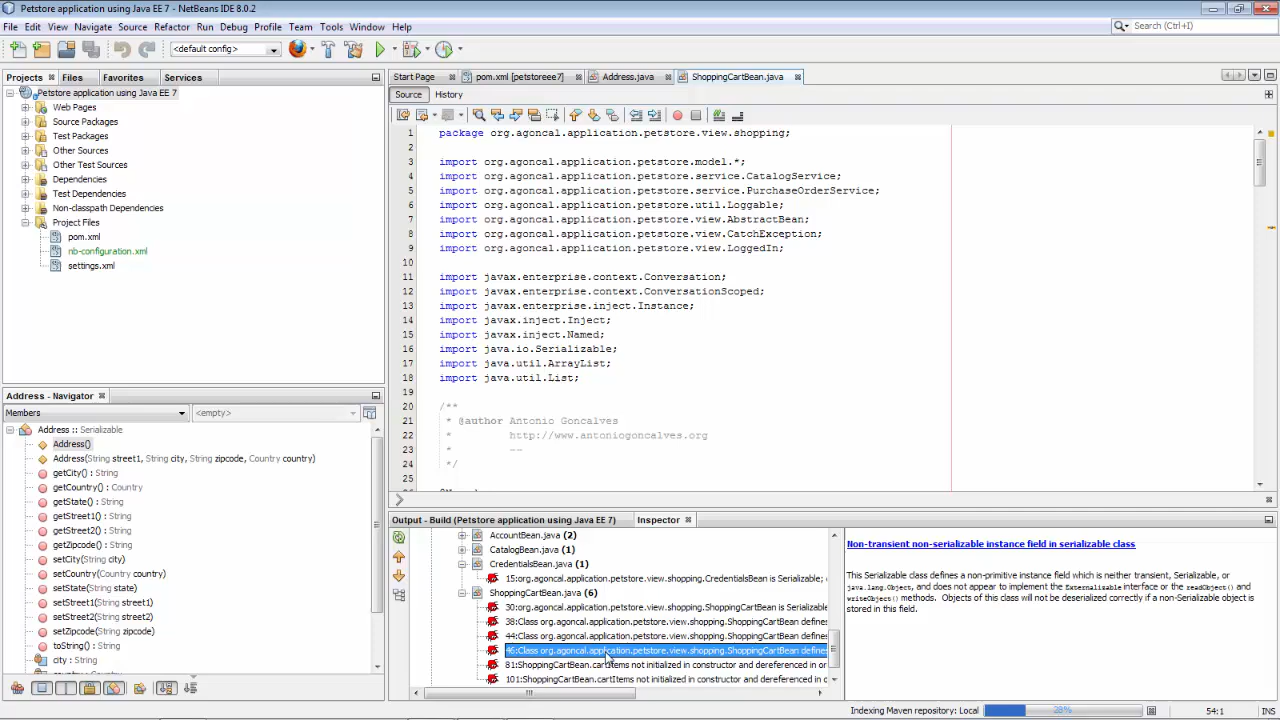 Petstore application using Java EE 7 - NetBeans IDE 8.0.2
File Edit View Navigate Source Refactor Run Debug Profile Team Tools Window Help
Search (Ctrl+I)
<default config>
Projects Files Favorites Services
Petstore application using Java EE 7
Web Pages
Source Packages
Test Packages
Other Sources
Other Test Sources
Dependencies
Test Dependencies
Non-classpath Dependencies
Project Files
pom.xml
nb-configuration.xml
settings.xml
Address - Navigator
Members <empty>
Address :: Serializable
Address()
Address(String street1, String city, String zipcode, Country country)
getCity() : String
getCountry() : Country
getState() : String
getStreet1() : String
getStreet2() : String
getZipcode() : String
setCity(String city)
setCountry(Country country)
setState(String state)
setStreet1(String street1)
setStreet2(String street2)
setZipcode(String zipcode)
toString() : String
city : String
Start Page pom.xml [petstoreee7] Address.java ShoppingCartBean.java
Source History
1 package org.agoncal.application.petstore.view.shopping;
2
3 import org.agoncal.application.petstore.model.*;
4 import org.agoncal.application.petstore.service.CatalogService;
5 import org.agoncal.application.petstore.service.PurchaseOrderService;
6 import org.agoncal.application.petstore.util.Loggable;
7 import org.agoncal.application.petstore.view.AbstractBean;
8 import org.agoncal.application.petstore.view.CatchException;
9 import org.agoncal.application.petstore.view.LoggedIn;
10
11 import javax.enterprise.context.Conversation;
12 import javax.enterprise.context.ConversationScoped;
13 import javax.enterprise.inject.Instance;
14 import javax.inject.Inject;
15 import javax.inject.Named;
16 import java.io.Serializable;
17 import java.util.ArrayList;
18 import java.util.List;
19
20 /**
21 * @author Antonio Goncalves
22 * http://www.antoniogoncalves.org
23 * --
24 */
Output - Build (Petstore application using Java EE 7) Inspector
AccountBean.java (2)
CatalogBean.java (1)
CredentialsBean.java (1)
15:org.agoncal.application.petstore.view.shopping.CredentialsBean is Serializable;
ShoppingCartBean.java (6)
30:org.agoncal.application.petstore.view.shopping.ShoppingCartBean is Serializable
38:Class org.agoncal.application.petstore.view.shopping.ShoppingCartBean defines
44:Class org.agoncal.application.petstore.view.shopping.ShoppingCartBean defines
46:Class org.agoncal.application.petstore.view.shopping.ShoppingCartBean defines
81:ShoppingCartBean.cartItems not initialized in constructor and dereferenced in or
101:ShoppingCartBean.cartItems not initialized in constructor and dereferenced in o
Non-transient non-serializable instance field in serializable class
This Serializable class defines a non-primitive instance field which is neither transient, Serializable, or
java.lang.Object, and does not appear to implement the Externalizable interface or the readObject() and
writeObject() methods. Objects of this class will not be deserialized correctly if a non-Serializable object is
stored in this field.
Indexing Maven repository: Local 28% 54:1 INS